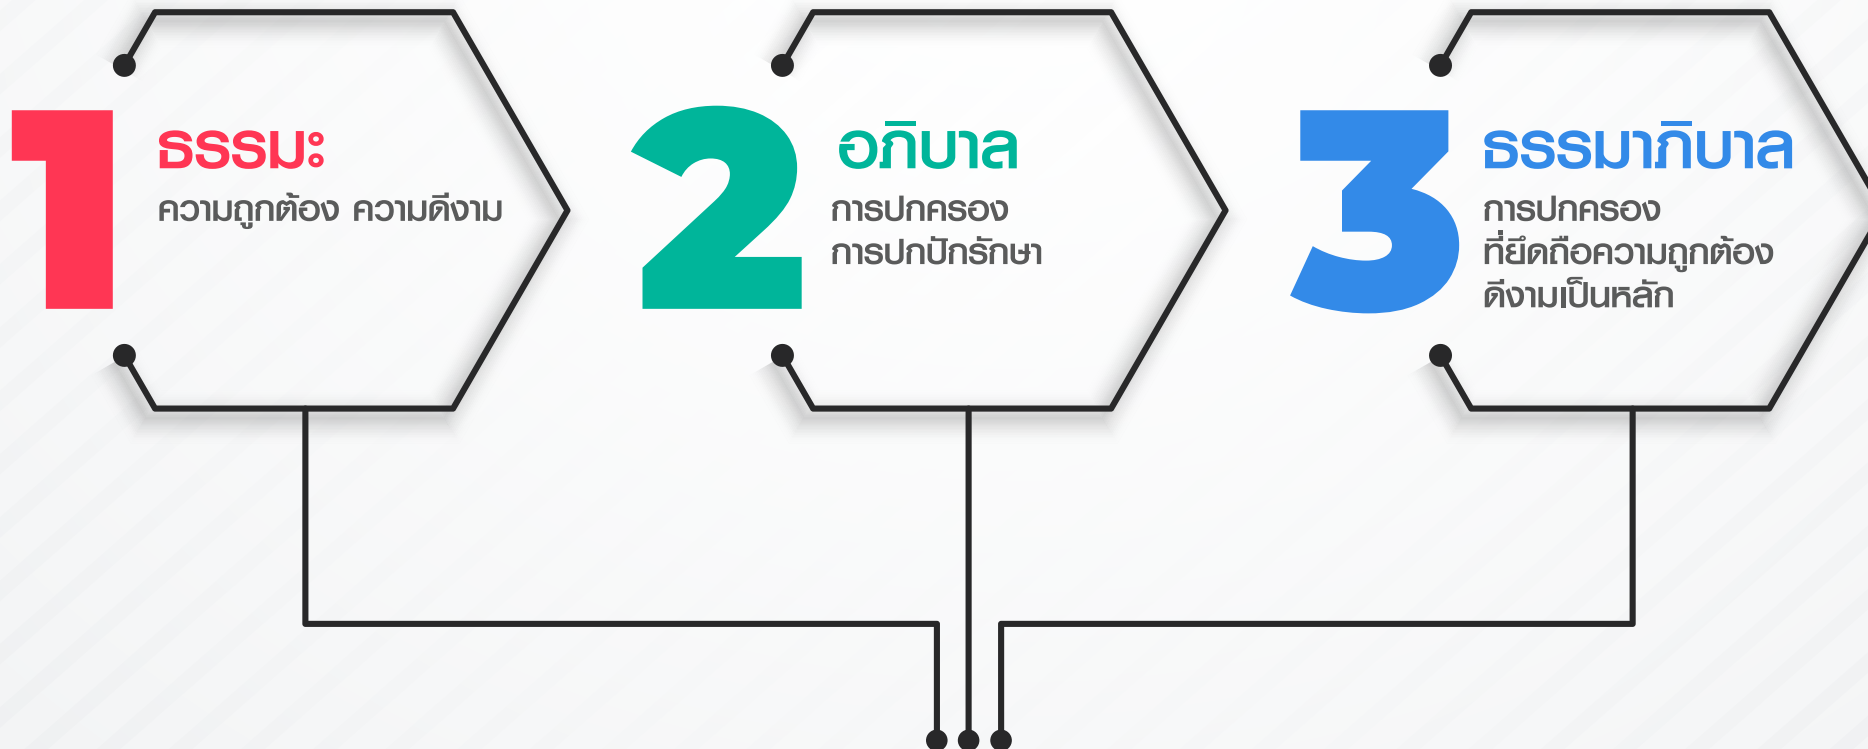 1
ธรรมะ
ความถูกต้อง ความดีงาม
2
อภิบาล
การปกครอง
การปกปักรักษา
3
ธรรมาภิบาล
การปกครอง
ที่ยึดถือความถูกต้อง
ดีงามเป็นหลัก